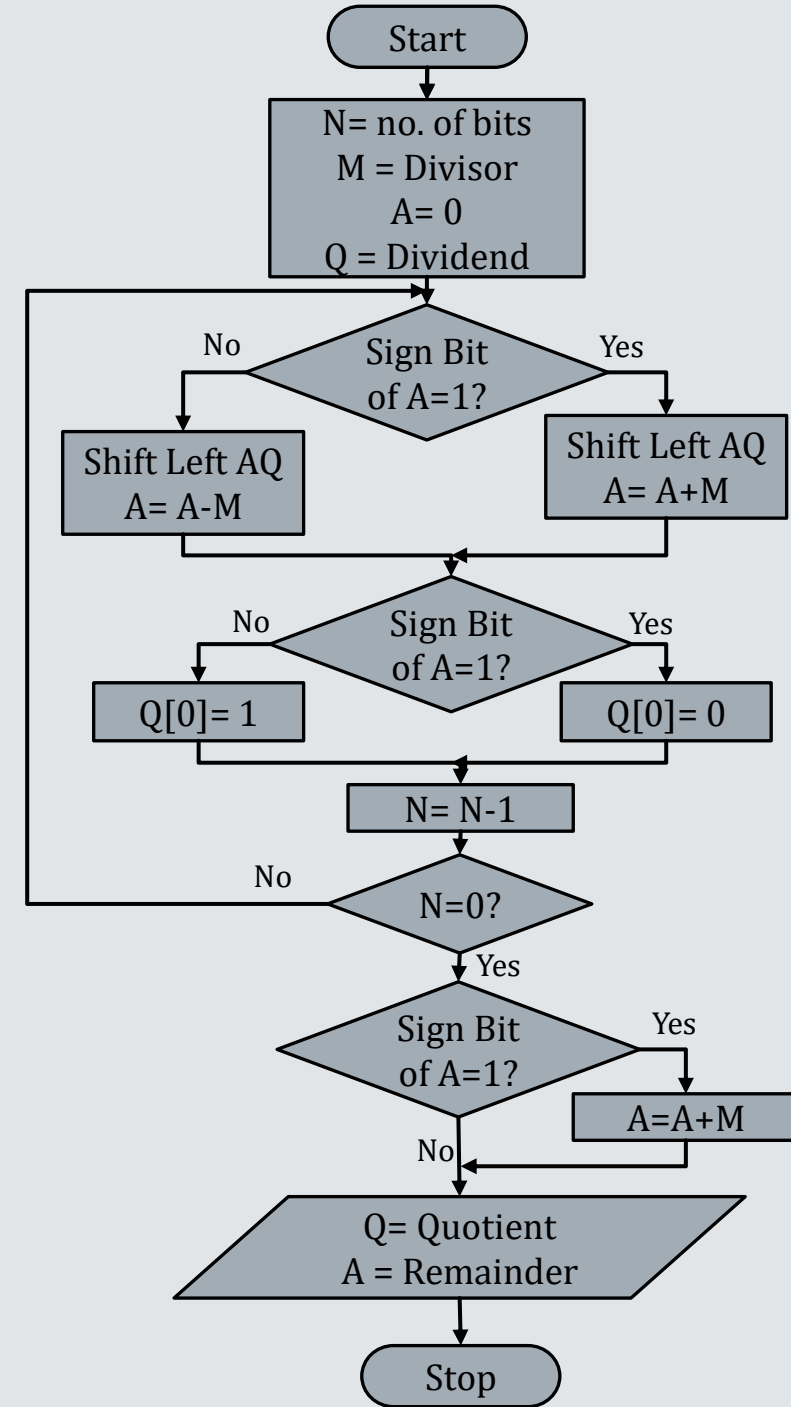 Start
N= no. of bits
M = Divisor
A= 0
Q = Dividend
No
Sign Bit
of A=1?
Yes
Shift Left AQ
A= A-M
Shift Left AQ
A= A+M
No
Sign Bit
of A=1?
Yes
Q[0]= 1
Q[0]= 0
N= N-1
No
N=0?
Yes
Sign Bit
of A=1?
Yes
A=A+M
No
Q= Quotient
A = Remainder
Stop